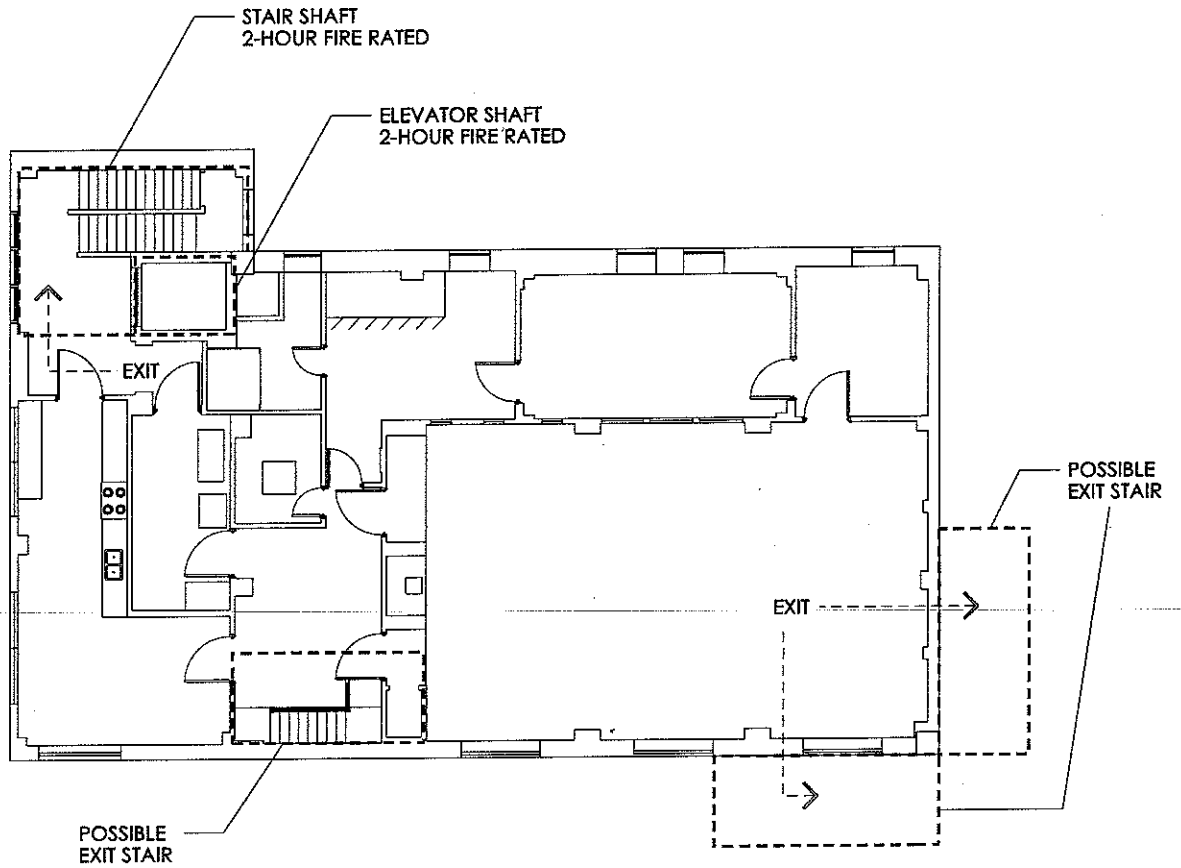 STAIR SHAFT
2-HOUR FIRE RATED
ELEVATOR SHAFT
2-HOUR FIRE RATED
EXIT
POSSIBLE
EXIT STAIR
EXIT
POSSIBLE
EXIT STAIR